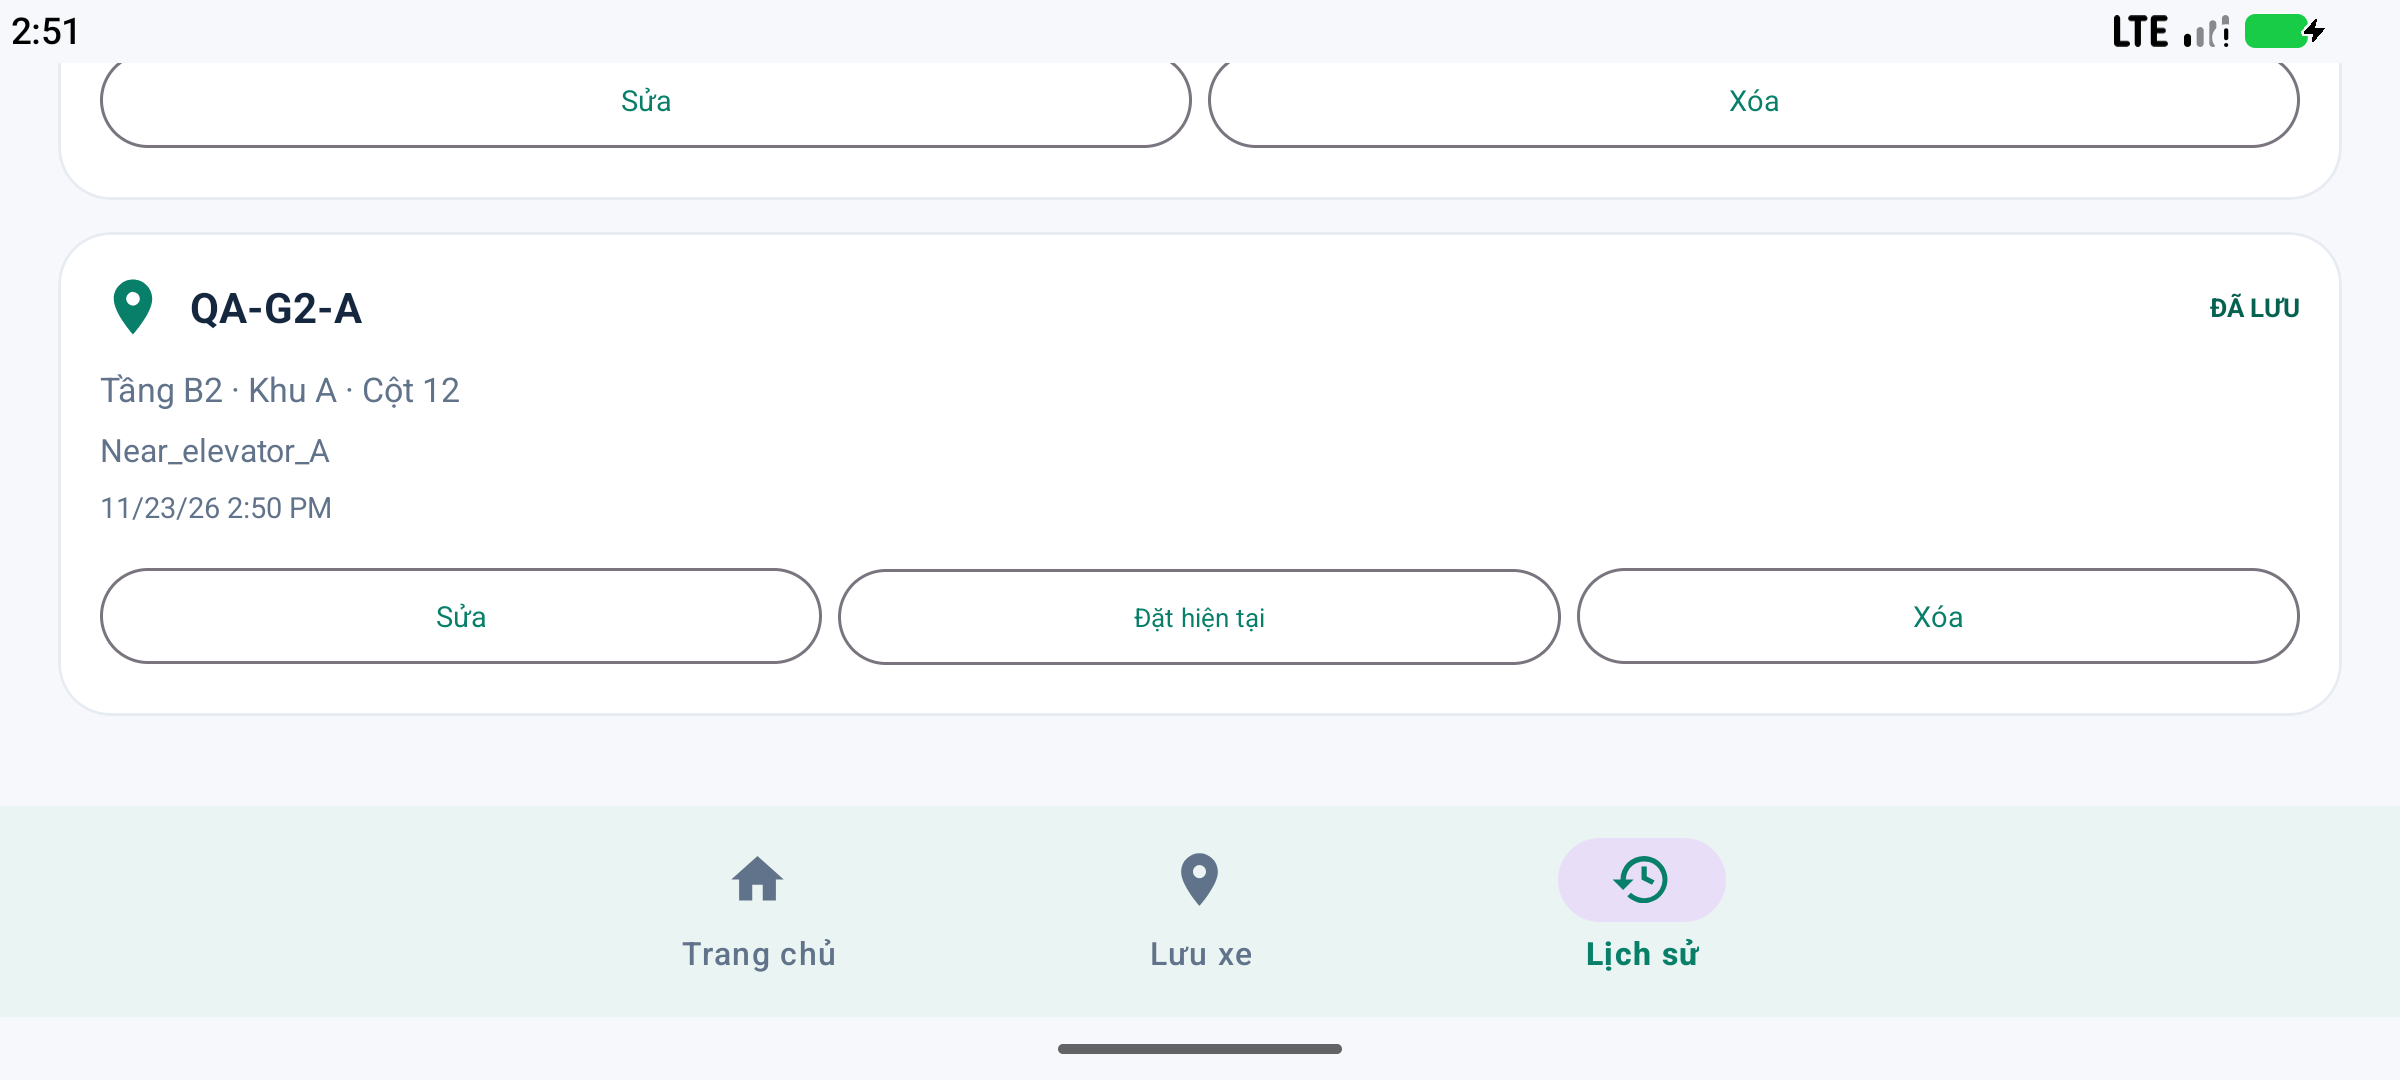 2:51
LTE
Sửa
Xóa
QA-G2-A
ĐÃ LƯU
Tầng B2 · Khu A · Cột 12
Near_elevator_A
11/23/26 2:50 PM
Sửa
Đặt hiện tại
Xóa
Trang chủ
Lưu xe
Lịch sử